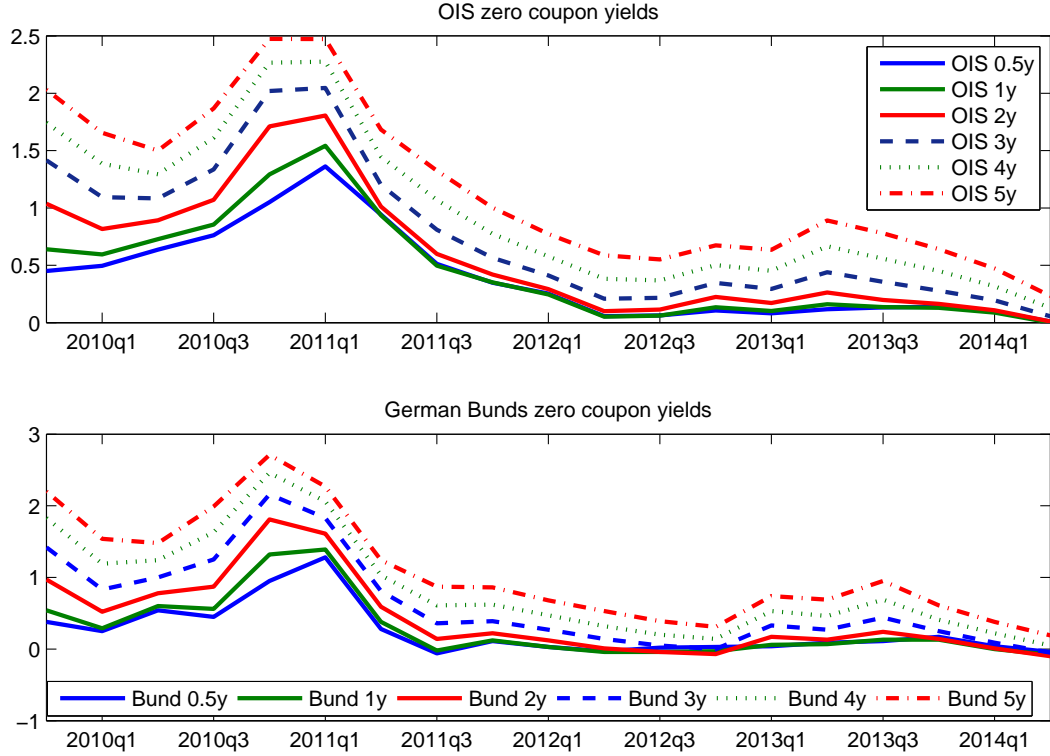 OIS zero coupon yields
2.5
2
1.5
1
0.5
0
OIS 0.5y
OIS 1y
OIS 2y
OIS 3y
OIS 4y
OIS 5y
2010q1 2010q3 2011q1 2011q3 2012q1 2012q3 2013q1 2013q3 2014q1
German Bunds zero coupon yields
3
2
1
0
−1
Bund 0.5y Bund 1y Bund 2y Bund 3y Bund 4y Bund 5y
2010q1 2010q3 2011q1 2011q3 2012q1 2012q3 2013q1 2013q3 2014q1